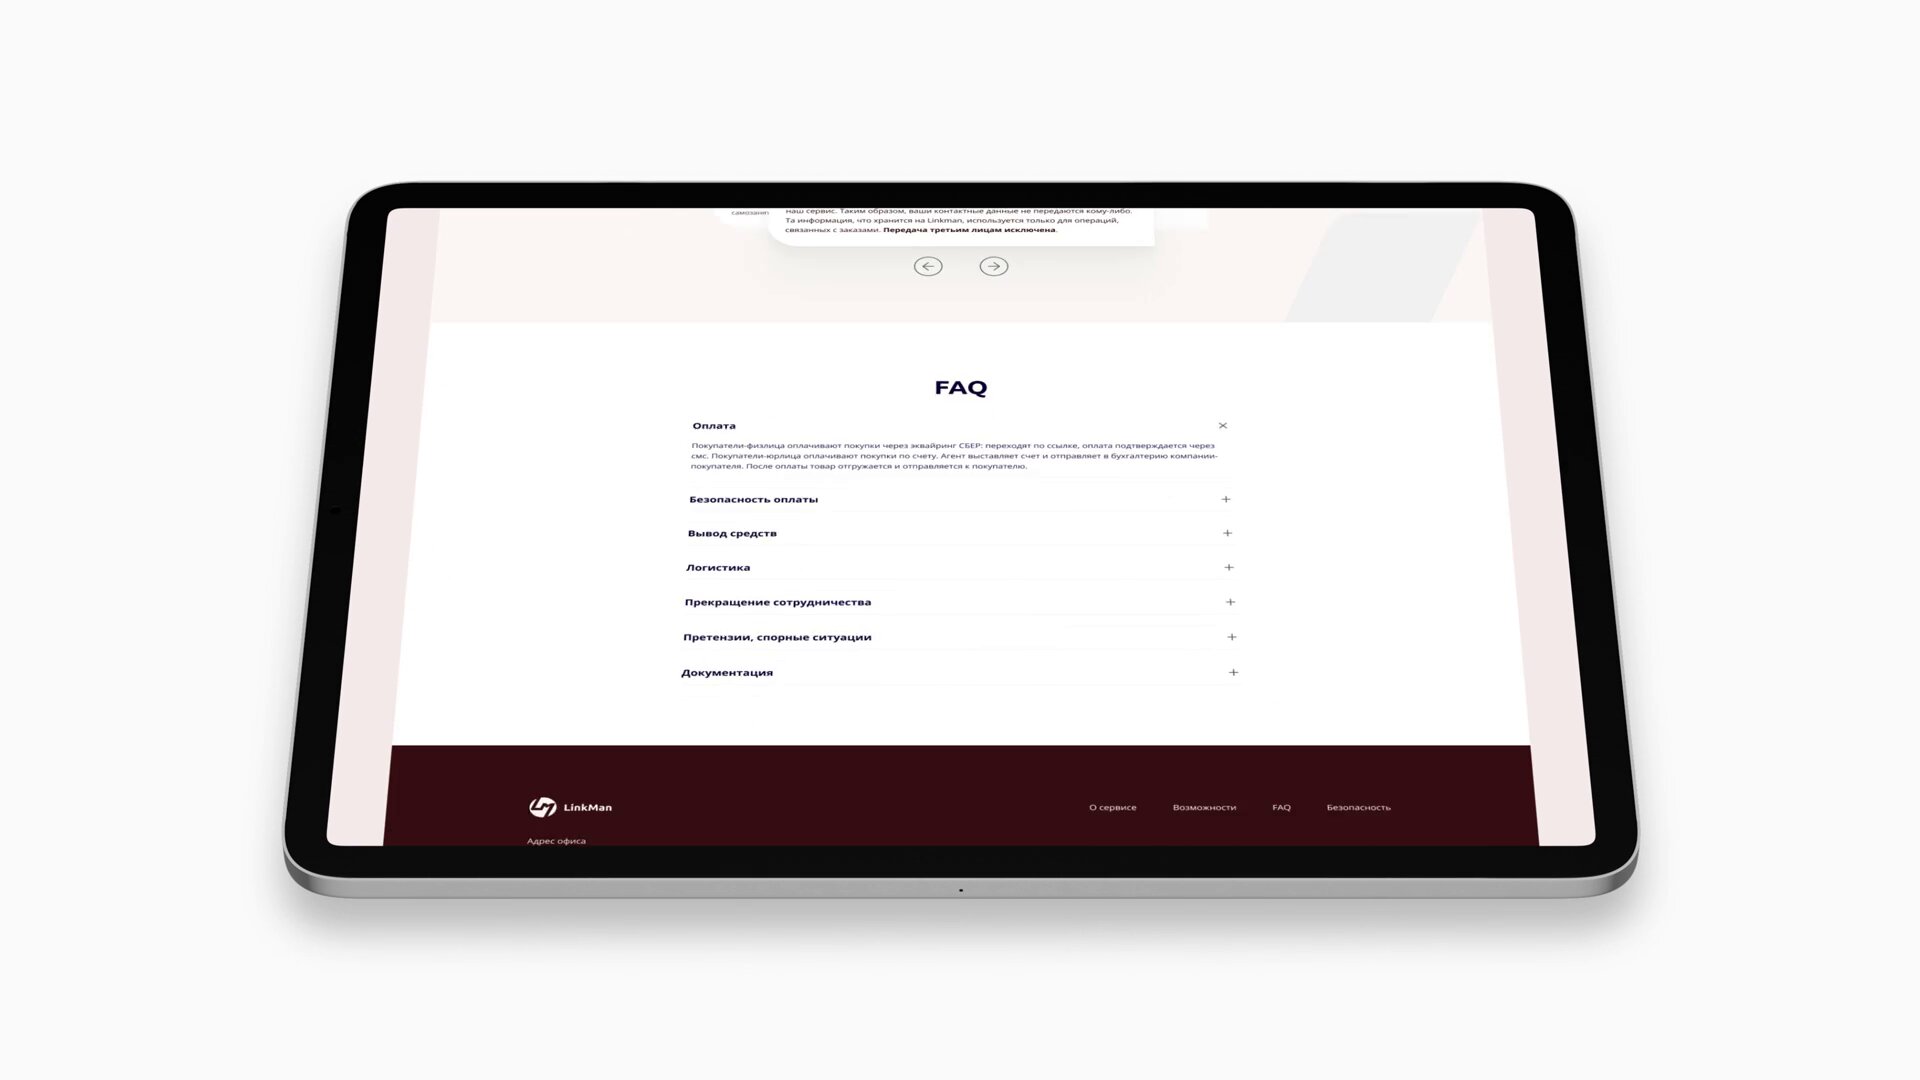 наш сервис. Таким образом, ваши контактные данные не передаются кому-либо.
Та информация, что хранится на Linkman, используется только для операций,
связанных с заказами. Передача третьим лицам исключена.
FAQ
Оплата
Покупатели-физлица оплачивают покупки через эквайринг СБЕР: переходят по ссылке, оплата подтверждается через
смс. Покупатели-юрлица оплачивают покупки по счету. Агент выставляет счет и отправляет в бухгалтерию компании-
покупателя. После оплаты товар отгружается и отправляется к покупателю.
Безопасность оплаты
Вывод средств
Логистика
Прекращение сотрудничества
Претензии, спорные ситуации
Документация
LinkMan
О сервисе Возможности FAQ Безопасность
Адрес офиса